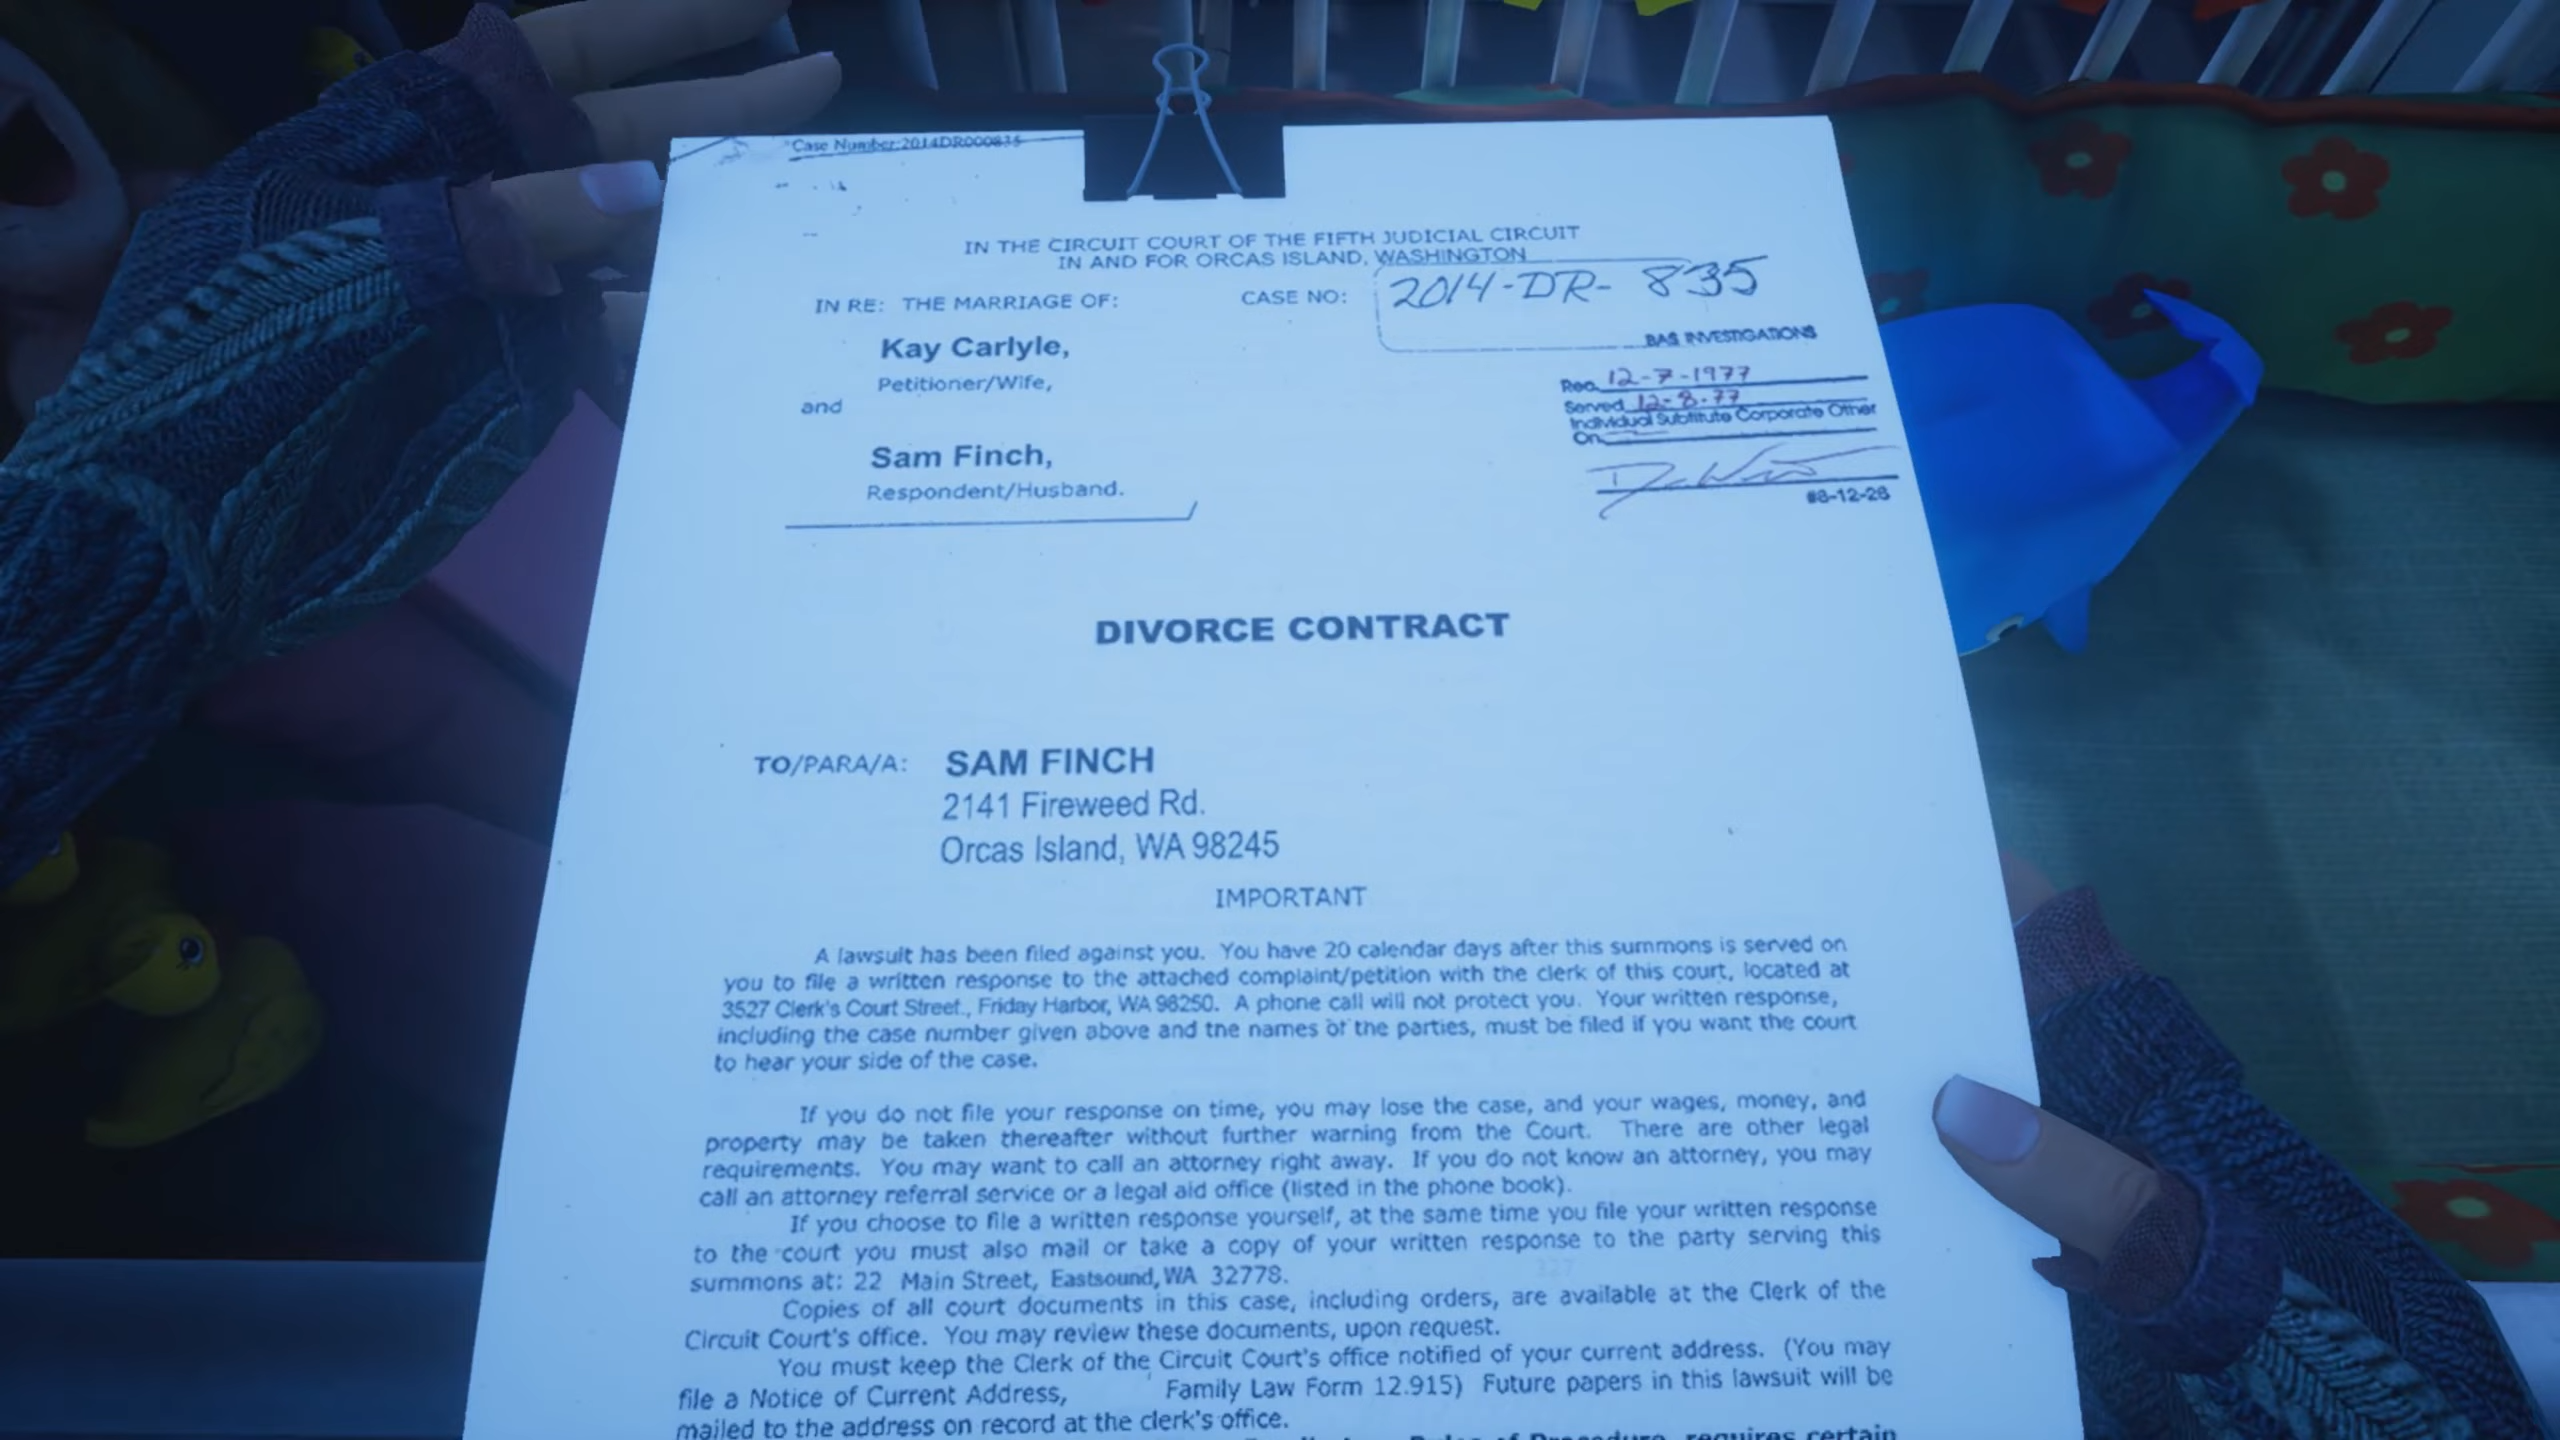 Case Number:2014DR000835
IN THE CIRCUIT COURT OF THE FIFTH JUDICIAL CIRCUIT
IN AND FOR ORCAS ISLAND, WASHINGTON
IN RE: THE MARRIAGE OF:
CASE NO: 2014-DR- 835
Kay Carlyle,
Petitioner/Wife,
and
Sam Finch,
Respondent/Husband.
BAS INVESTIGATIONS
Rec. 12-7-1977
Served 12-8-77
Individual Substitute Corporate Other
On
#8-12-26
DIVORCE CONTRACT
TO/PARA/A: SAM FINCH
2141 Fireweed Rd.
Orcas Island, WA 98245
IMPORTANT
A lawsuit has been filed against you. You have 20 calendar days after this summons is served on
you to file a written response to the attached complaint/petition with the clerk of this court, located at
3527 Clerk's Court Street., Friday Harbor, WA 98250. A phone call will not protect you. Your written response,
including the case number given above and tne names of the parties, must be filed if you want the court
to hear your side of the case.
If you do not file your response on time, you may lose the case, and your wages, money, and
property may be taken thereafter without further warning from the Court. There are other legal
requirements. You may want to call an attorney right away. If you do not know an attorney, you may
call an attorney referral service or a legal aid office (listed in the phone book).
If you choose to file a written response yourself, at the same time you file your written response
to the court you must also mail or take a copy of your written response to the party serving this
summons at: 22 Main Street, Eastsound, WA 32778.
Copies of all court documents in this case, including orders, are available at the Clerk of the
Circuit Court's office. You may review these documents, upon request.
You must keep the Clerk of the Circuit Court's office notified of your current address. (You may
file a Notice of Current Address, Family Law Form 12.915) Future papers in this lawsuit will be
mailed to the address on record at the clerk's office.
requires certain